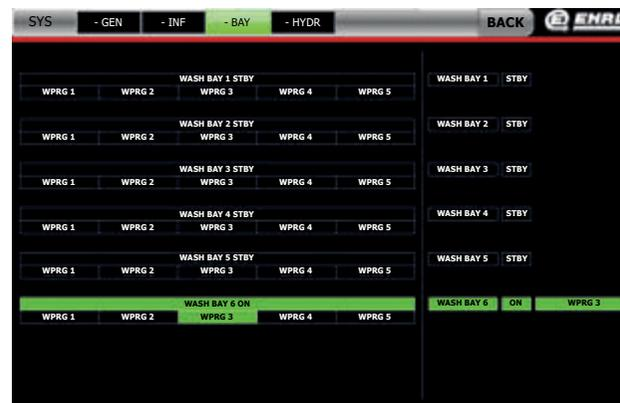 SYS - GEN - INF - BAY - HYDR BACK EHRL
WASH BAY 1 STBY
WPRG 1 WPRG 2 WPRG 3 WPRG 4 WPRG 5
WASH BAY 1 STBY
WASH BAY 2 STBY
WPRG 1 WPRG 2 WPRG 3 WPRG 4 WPRG 5
WASH BAY 2 STBY
WASH BAY 3 STBY
WPRG 1 WPRG 2 WPRG 3 WPRG 4 WPRG 5
WASH BAY 3 STBY
WASH BAY 4 STBY
WPRG 1 WPRG 2 WPRG 3 WPRG 4 WPRG 5
WASH BAY 4 STBY
WASH BAY 5 STBY
WPRG 1 WPRG 2 WPRG 3 WPRG 4 WPRG 5
WASH BAY 5 STBY
WASH BAY 6 ON
WPRG 1 WPRG 2 WPRG 3 WPRG 4 WPRG 5
WASH BAY 6 ON WPRG 3